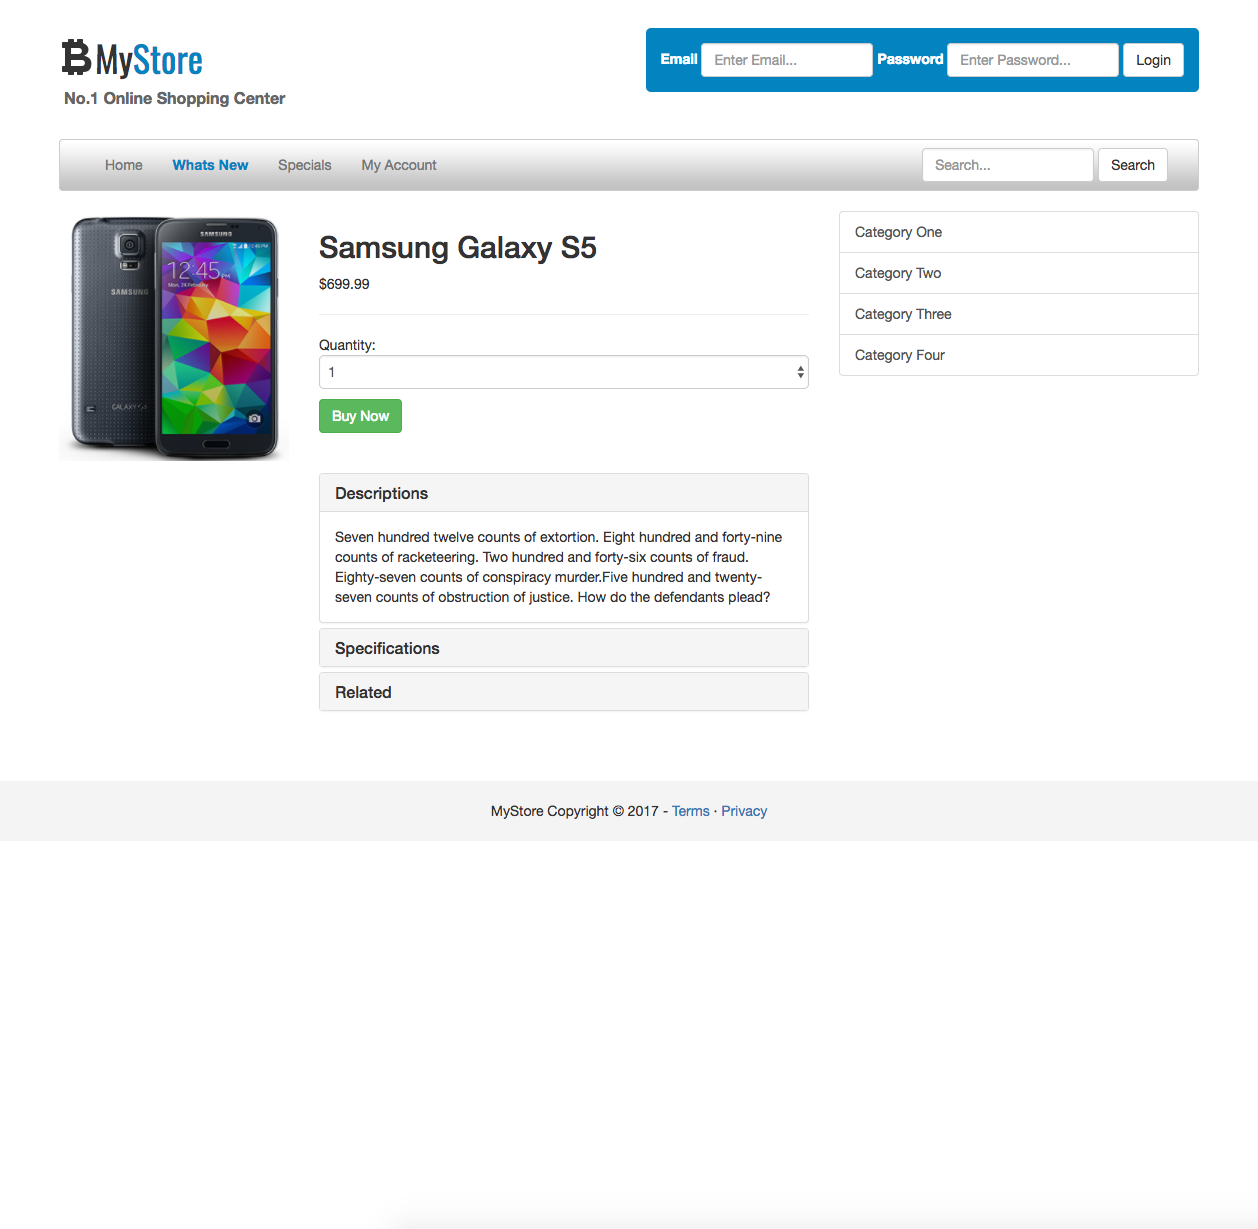 MyStore
No.1 Online Shopping Center
Email Enter Email... Password Enter Password... Login
Home Whats New Specials My Account Search... Search
SAMSUNG
12:45PM
Mon, 24 February
SAMSUNG
GALAXY S5
Samsung Galaxy S5
$699.99
Quantity:
1
Buy Now
Descriptions
Seven hundred twelve counts of extortion. Eight hundred and forty-nine
counts of racketeering. Two hundred and forty-six counts of fraud.
Eighty-seven counts of conspiracy murder.Five hundred and twenty-
seven counts of obstruction of justice. How do the defendants plead?
Specifications
Related
Category One
Category Two
Category Three
Category Four
MyStore Copyright © 2017 - Terms · Privacy